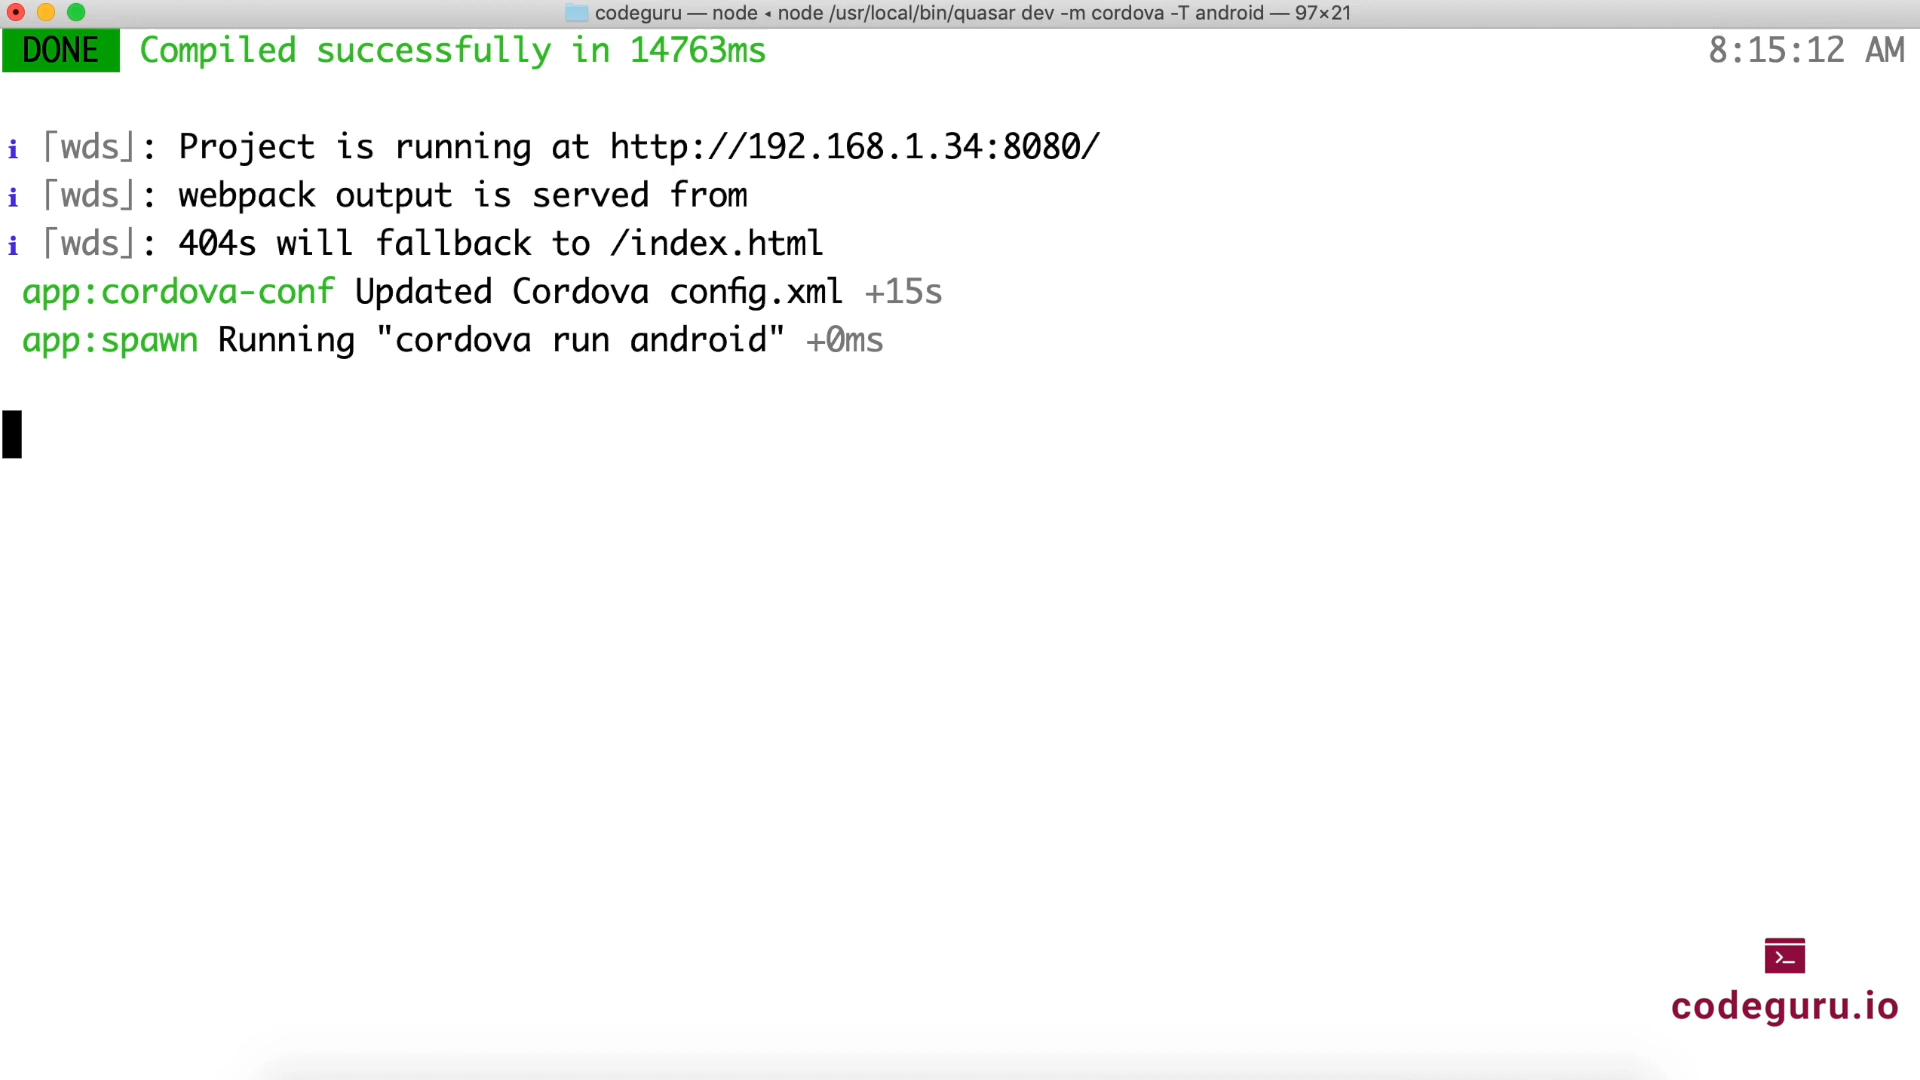 codeguru — node ◂ node /usr/local/bin/quasar dev -m cordova -T android — 97×21
DONE Compiled successfully in 14763ms 8:15:12 AM
ℹ ｢wds｣: Project is running at http://192.168.1.34:8080/
ℹ ｢wds｣: webpack output is served from
ℹ ｢wds｣: 404s will fallback to /index.html
app:cordova-conf Updated Cordova config.xml +15s
app:spawn Running "cordova run android" +0ms
codeguru.io